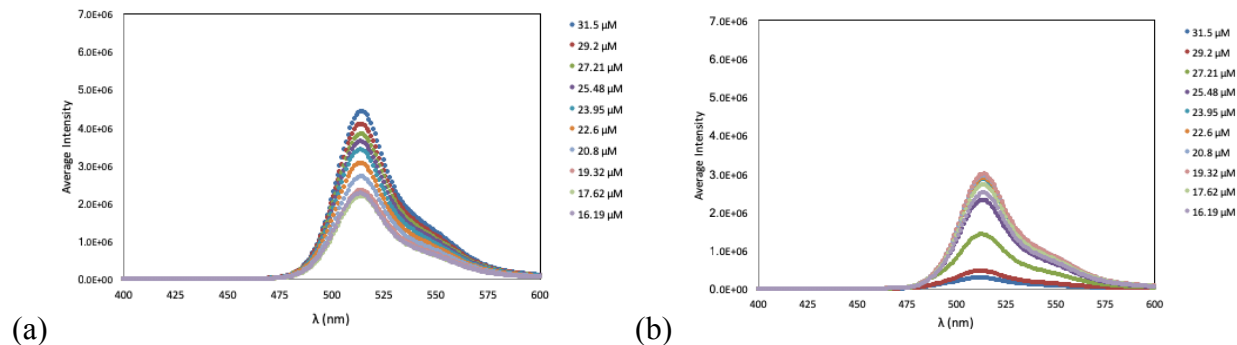 7.0E+06
6.0E+06
5.0E+06
4.0E+06
3.0E+06
2.0E+06
1.0E+06
0.0E+00
Average Intensity
400 425 450 475 500 525 550 575 600
λ (nm)
31.5 µM
29.2 µM
27.21 µM
25.48 µM
23.95 µM
22.6 µM
20.8 µM
19.32 µM
17.62 µM
16.19 µM
(a)
7.0E+06
6.0E+06
5.0E+06
4.0E+06
3.0E+06
2.0E+06
1.0E+06
0.0E+00
Average Intensity
400 425 450 475 500 525 550 575 600
λ (nm)
31.5 µM
29.2 µM
27.21 µM
25.48 µM
23.95 µM
22.6 µM
20.8 µM
19.32 µM
17.62 µM
16.19 µM
(b)